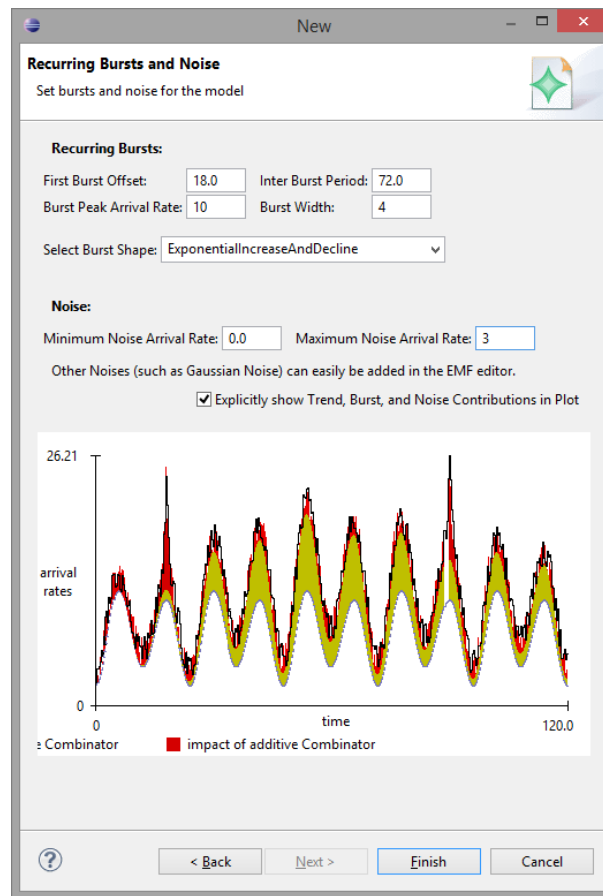 New
Recurring Bursts and Noise
Set bursts and noise for the model
Recurring Bursts:
First Burst Offset: 18.0 Inter Burst Period: 72.0
Burst Peak Arrival Rate: 10 Burst Width: 4
Select Burst Shape: ExponentialIncreaseAndDecline
Noise:
Minimum Noise Arrival Rate: 0.0 Maximum Noise Arrival Rate: 3
Other Noises (such as Gaussian Noise) can easily be added in the EMF editor.
Explicitly show Trend, Burst, and Noise Contributions in Plot
26.21
arrival
rates
0
0 time 120.0
e Combinator impact of additive Combinator
? < Back Next > Finish Cancel